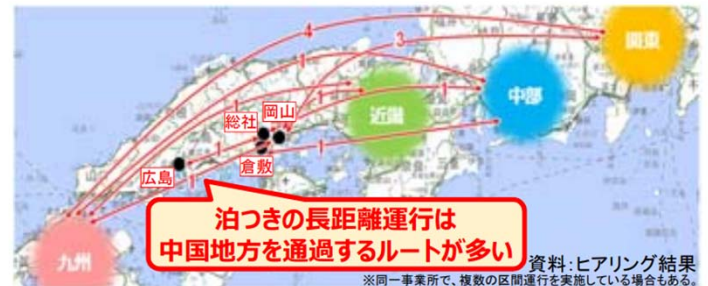 4
3
関東
1
中部
1
1
1
近畿
岡山
総社
倉敷
1
1
1
広島
九州
泊つきの長距離運行は
中国地方を通過するルートが多い
資料:ヒアリング結果
※同一事業所で、複数の区間運行を実施している場合もある。